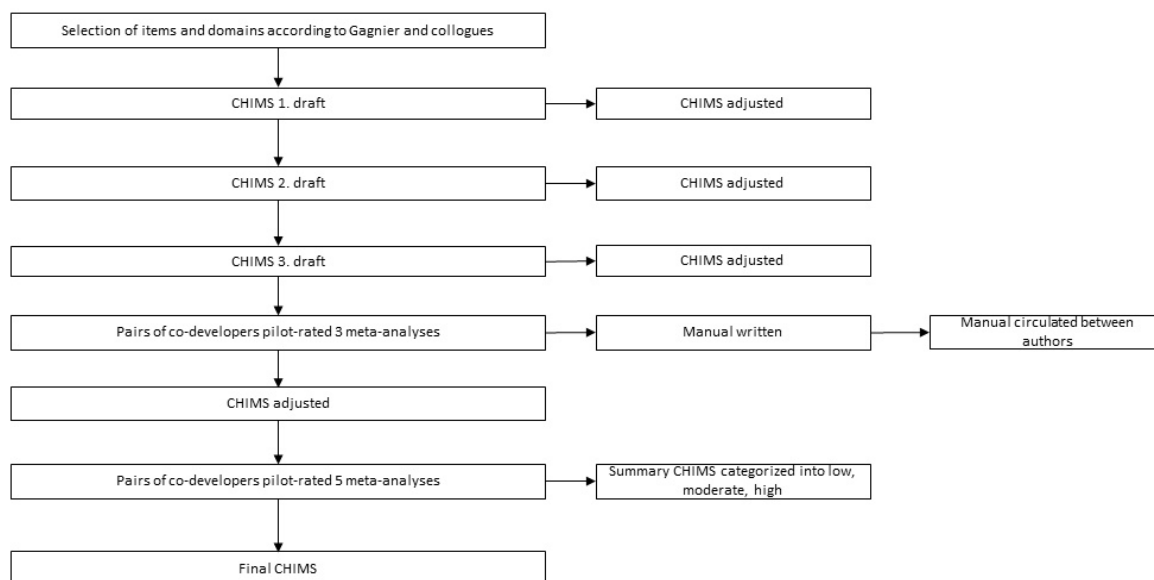 Selection of items and domains according to Gagnier and collogues
CHIMS 1. draft
CHIMS adjusted
CHIMS 2. draft
CHIMS adjusted
CHIMS 3. draft
CHIMS adjusted
Pairs of co-developers pilot-rated 3 meta-analyses
Manual written
Manual circulated between
authors
CHIMS adjusted
Pairs of co-developers pilot-rated 5 meta-analyses
Summary CHIMS categorized into low,
moderate, high
Final CHIMS